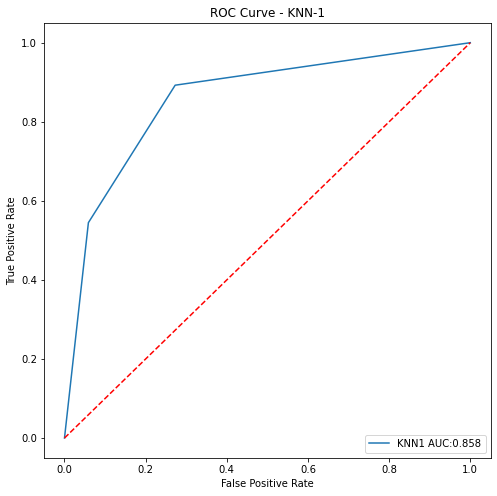 ROC Curve - KNN-1
True Positive Rate
1.0
0.8
0.6
0.4
0.2
0.0
0.0 0.2 0.4 0.6 0.8 1.0
False Positive Rate
KNN1 AUC:0.858